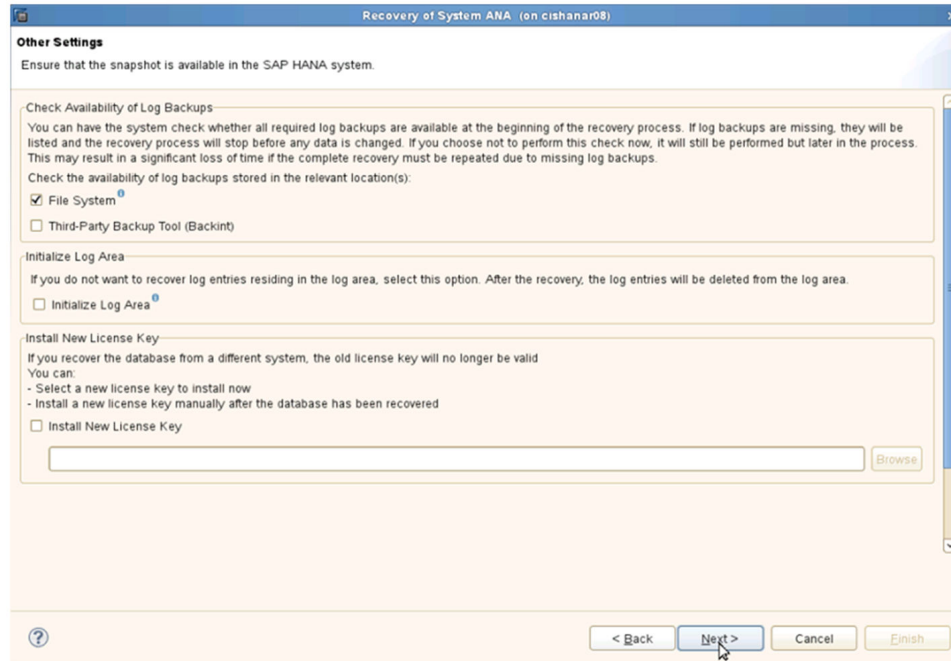 Recovery of System ANA (on cishanar08)
Other Settings
Ensure that the snapshot is available in the SAP HANA system.
Check Availability of Log Backups
You can have the system check whether all required log backups are available at the beginning of the recovery process. If log backups are missing, they will be
listed and the recovery process will stop before any data is changed. If you choose not to perform this check now, it will still be performed but later in the process.
This may result in a significant loss of time if the complete recovery must be repeated due to missing log backups.
Check the availability of log backups stored in the relevant location(s):
File System
Third-Party Backup Tool (Backint)
Initialize Log Area
If you do not want to recover log entries residing in the log area, select this option. After the recovery, the log entries will be deleted from the log area.
Initialize Log Area
Install New License Key
If you recover the database from a different system, the old license key will no longer be valid
You can:
- Select a new license key to install now
- Install a new license key manually after the database has been recovered
Install New License Key
Browse
< Back Next > Cancel Finish